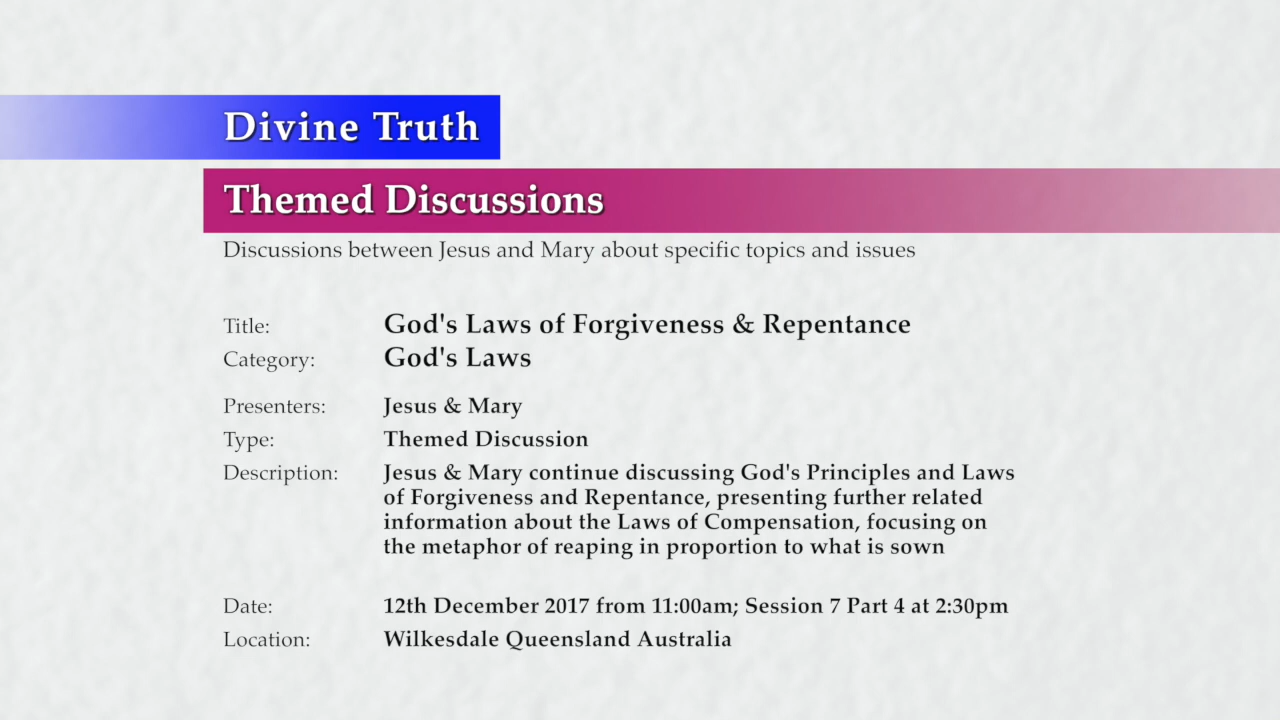 Divine Truth
Themed Discussions
Discussions between Jesus and Mary about specific topics and issues
Title: God's Laws of Forgiveness & Repentance
Category: God's Laws
Presenters: Jesus & Mary
Type: Themed Discussion
Description: Jesus & Mary continue discussing God's Principles and Laws
of Forgiveness and Repentance, presenting further related
information about the Laws of Compensation, focusing on
the metaphor of reaping in proportion to what is sown
Date: 12th December 2017 from 11:00am; Session 7 Part 4 at 2:30pm
Location: Wilkesdale Queensland Australia